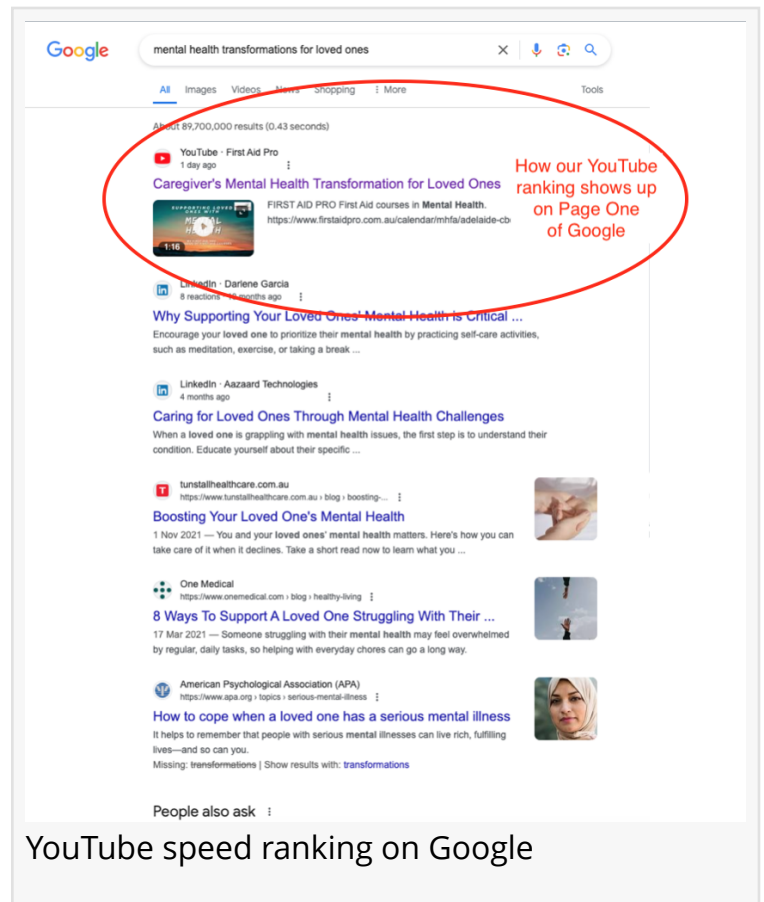 Google
mental health transformations for loved ones
All Images Videos News Shopping More Tools
About 89,700,000 results (0.43 seconds)
YouTube · First Aid Pro
1 day ago
Caregiver's Mental Health Transformation for Loved Ones
SUPPORTING LOVED
ONES WITH
MENTAL
HEALTH
1:16
FIRST AID PRO First Aid courses in Mental Health.
https://www.firstaidpro.com.au/calendar/mhfa/adelaide-cb
How our YouTube
ranking shows up
on Page One
of Google
LinkedIn · Darlene Garcia
8 reactions · 10 months ago
Why Supporting Your Loved Ones' Mental Health is Critical ...
Encourage your loved one to prioritize their mental health by practicing self-care activities,
such as meditation, exercise, or taking a break ...
LinkedIn · Aazaard Technologies
4 months ago
Caring for Loved Ones Through Mental Health Challenges
When a loved one is grappling with mental health issues, the first step is to understand their
condition. Educate yourself about their specific ...
tunstallhealthcare.com.au
https://www.tunstallhealthcare.com.au › blog › boosting-...
Boosting Your Loved One's Mental Health
1 Nov 2021 — You and your loved ones' mental health matters. Here's how you can
take care of it when it declines. Take a short read now to learn what you ...
One Medical
https://www.onemedical.com › blog › healthy-living
8 Ways To Support A Loved One Struggling With Their ...
17 Mar 2021 — Someone struggling with their mental health may feel overwhelmed
by regular, daily tasks, so helping with everyday chores can go a long way.
American Psychological Association (APA)
https://www.apa.org › topics › serious-mental-illness
How to cope when a loved one has a serious mental illness
It helps to remember that people with serious mental illnesses can live rich, fulfilling
lives—and so can you.
Missing: transformations | Show results with: transformations
People also ask
YouTube speed ranking on Google